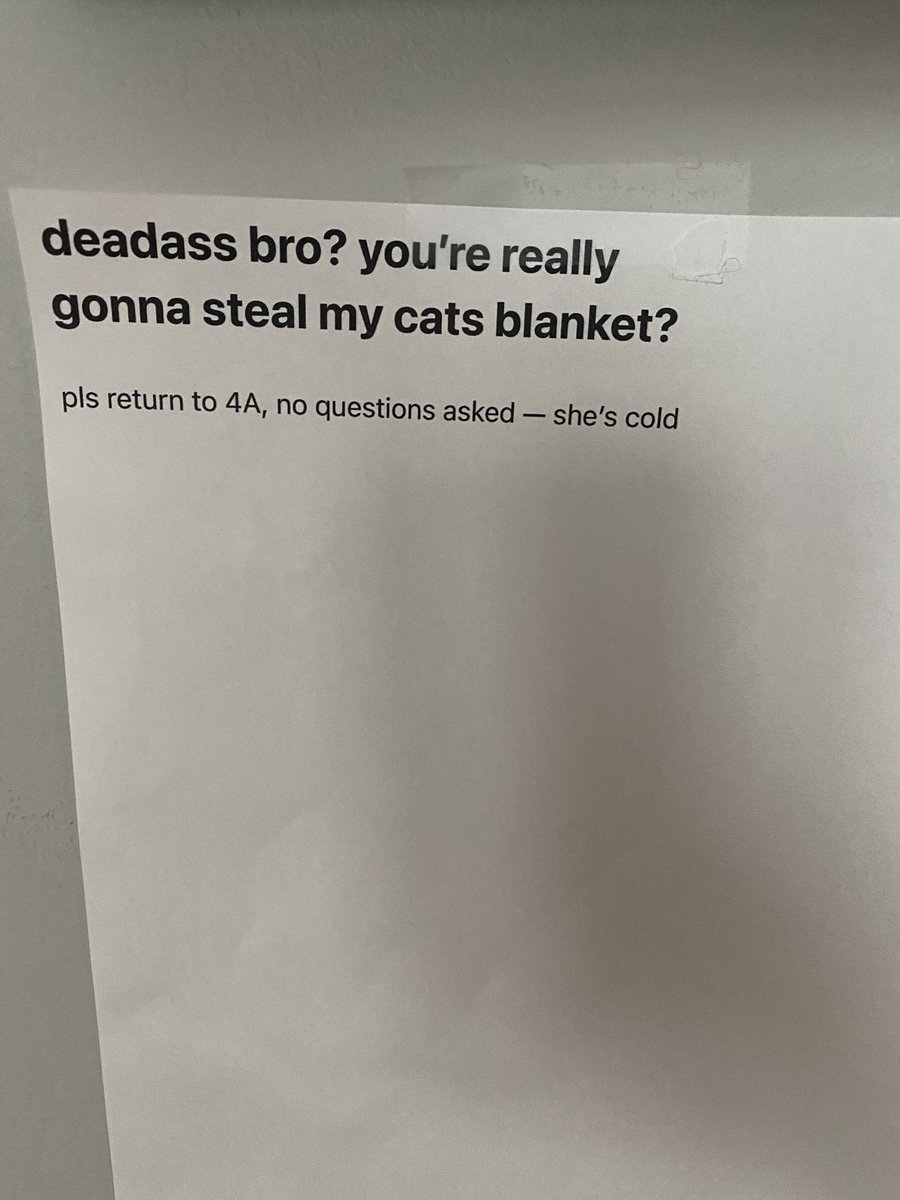 deadass bro? you're really
gonna steal my cats blanket?
pls return to 4A, no questions asked — she's cold